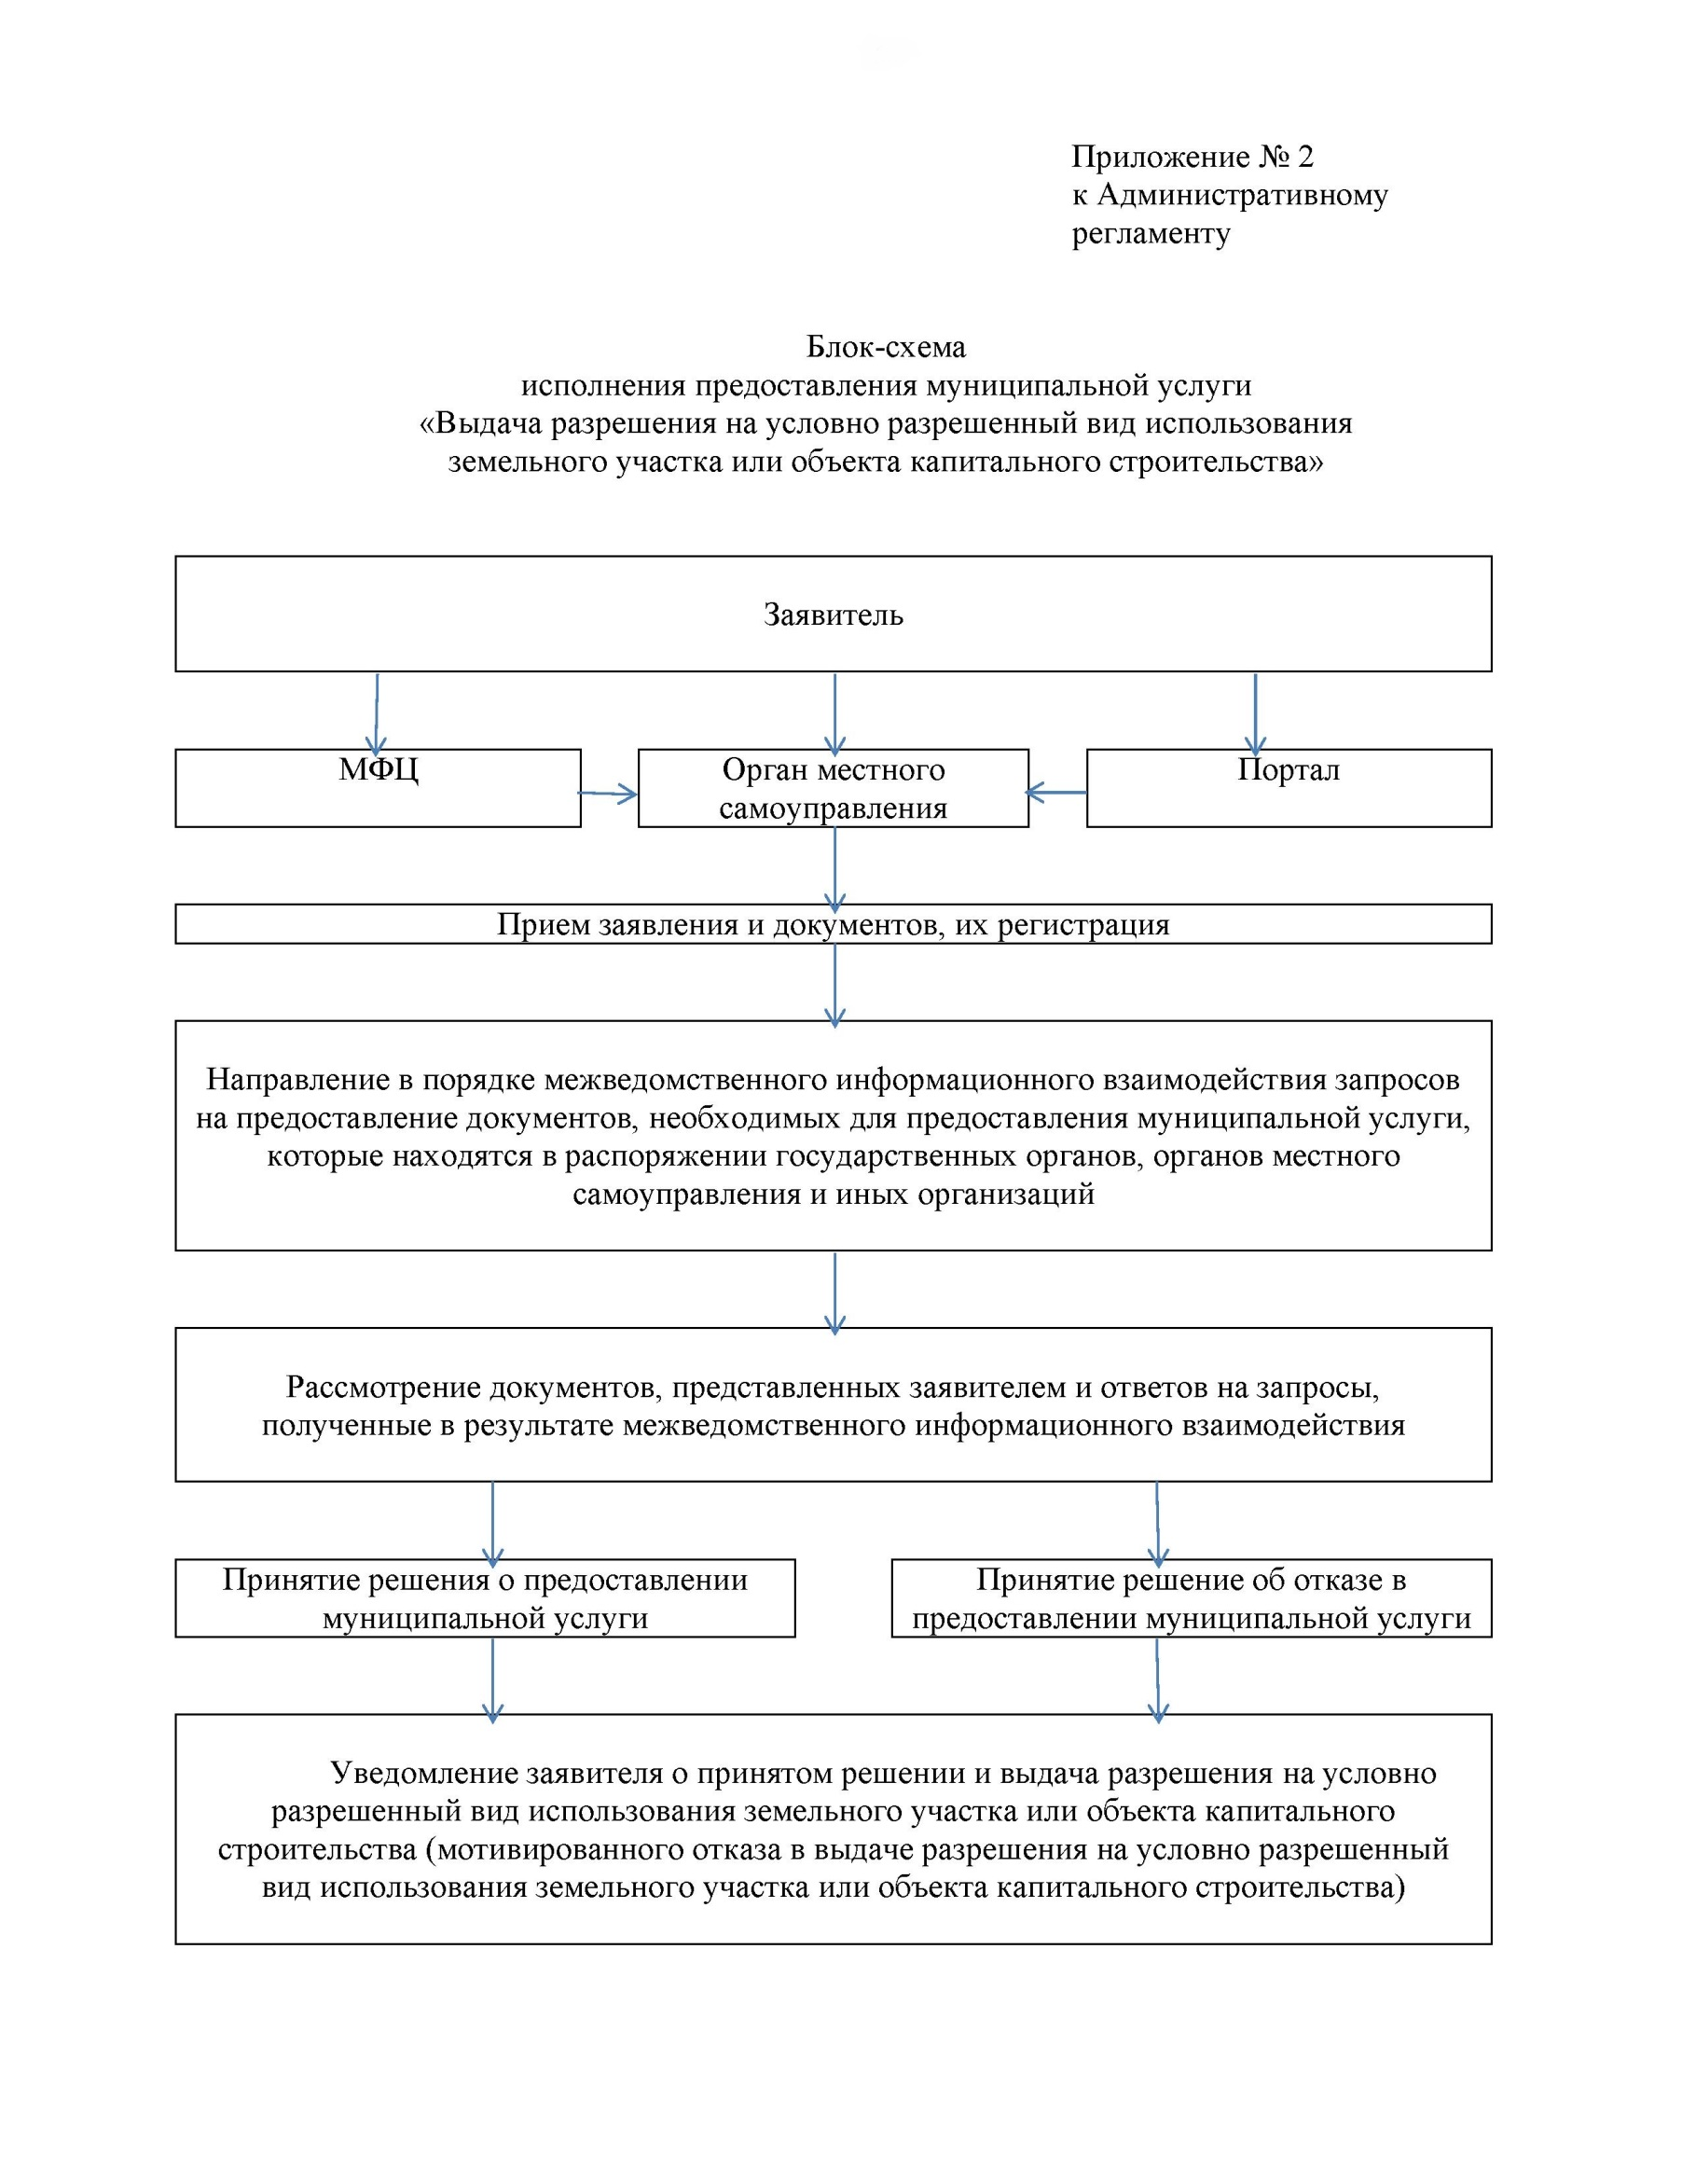 Приложение № 2
к Административному
регламенту
Блок-схема
исполнения предоставления муниципальной услуги
«Выдача разрешения на условно разрешенный вид использования
земельного участка или объекта капитального строительства»
Заявитель
МФЦ
Орган местного
самоуправления
Портал
Прием заявления и документов, их регистрация
Направление в порядке межведомственного информационного взаимодействия запросов
на предоставление документов, необходимых для предоставления муниципальной услуги,
которые находятся в распоряжении государственных органов, органов местного
самоуправления и иных организаций
Рассмотрение документов, представленных заявителем и ответов на запросы,
полученные в результате межведомственного информационного взаимодействия
Принятие решения о предоставлении
муниципальной услуги
Принятие решение об отказе в
предоставлении муниципальной услуги
Уведомление заявителя о принятом решении и выдача разрешения на условно
разрешенный вид использования земельного участка или объекта капитального
строительства (мотивированного отказа в выдаче разрешения на условно разрешенный
вид использования земельного участка или объекта капитального строительства)